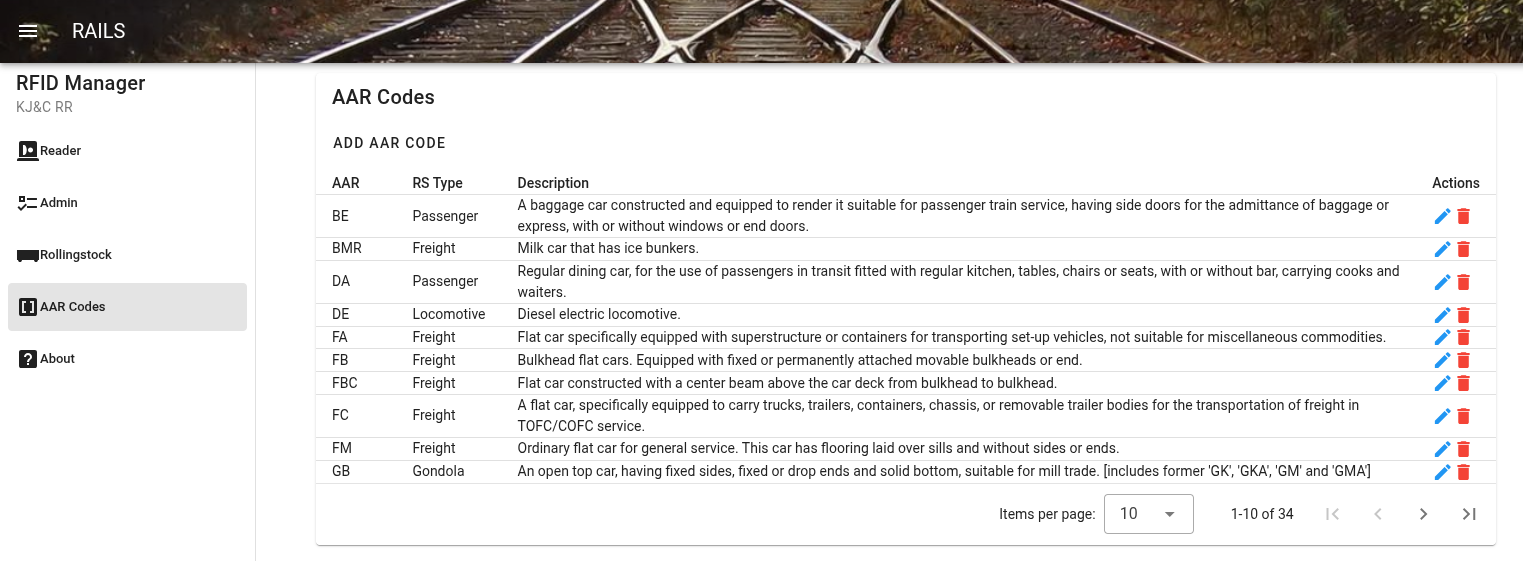 RAILS
RFID Manager
KJ&C RR
Reader
Admin
Rollingstock
AAR Codes
About
AAR Codes
ADD AAR CODE
AAR RS Type Description Actions
BE Passenger A baggage car constructed and equipped to render it suitable for passenger train service, having side doors for the admittance of baggage or
express, with or without windows or end doors.
BMR Freight Milk car that has ice bunkers.
DA Passenger Regular dining car, for the use of passengers in transit fitted with regular kitchen, tables, chairs or seats, with or without bar, carrying cooks and
waiters.
DE Locomotive Diesel electric locomotive.
FA Freight Flat car specifically equipped with superstructure or containers for transporting set-up vehicles, not suitable for miscellaneous commodities.
FB Freight Bulkhead flat cars. Equipped with fixed or permanently attached movable bulkheads or end.
FBC Freight Flat car constructed with a center beam above the car deck from bulkhead to bulkhead.
FC Freight A flat car, specifically equipped to carry trucks, trailers, containers, chassis, or removable trailer bodies for the transportation of freight in
TOFC/COFC service.
FM Freight Ordinary flat car for general service. This car has flooring laid over sills and without sides or ends.
GB Gondola An open top car, having fixed sides, fixed or drop ends and solid bottom, suitable for mill trade. [includes former 'GK', 'GKA', 'GM' and 'GMA']
Items per page: 10 1-10 of 34